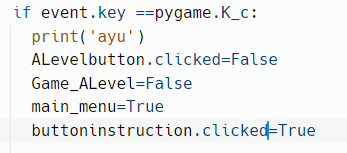 if event.key ==pygame.K_c:
  print('ayu')
  ALevelbutton.clicked=False
  Game_ALevel=False
  main_menu=True
  buttoninstruction.clicked=True